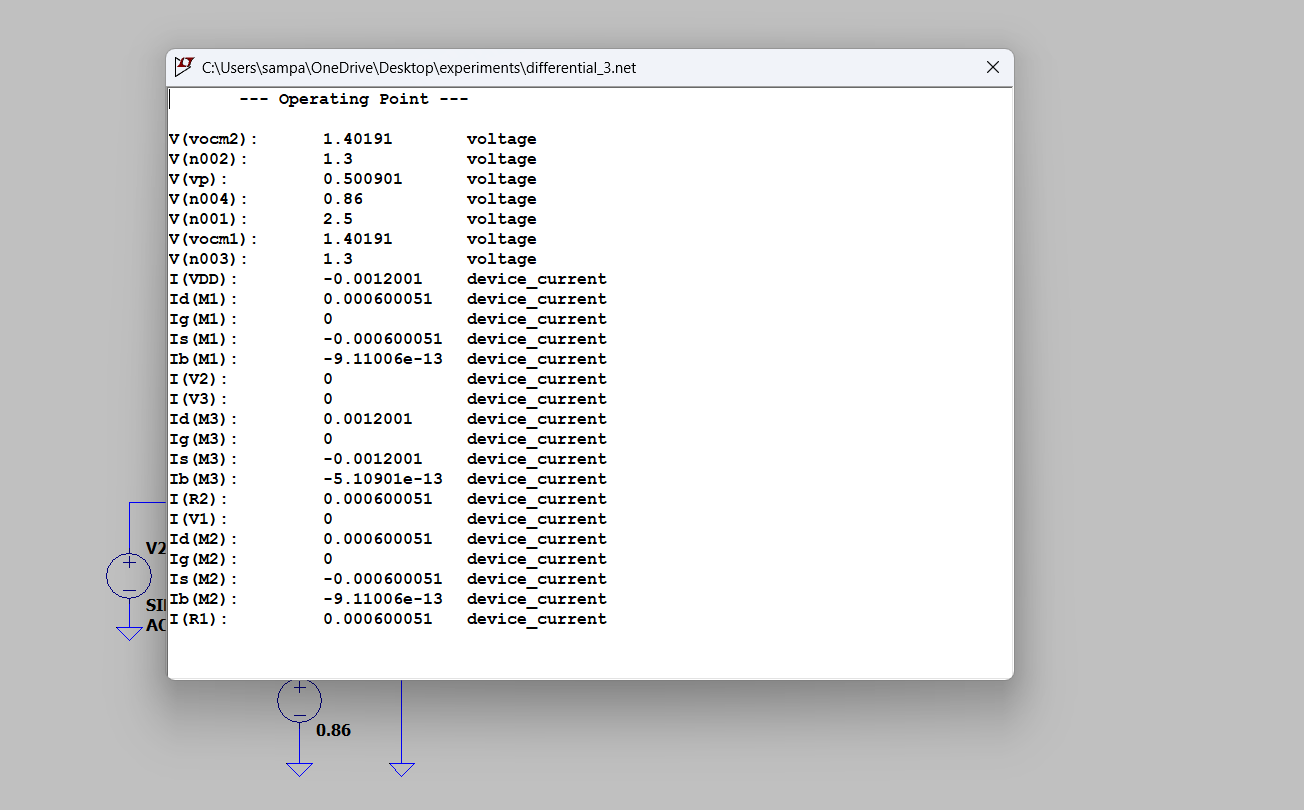 C:\Users\sampa\OneDrive\Desktop\experiments\differential_3.net
--- Operating Point ---
V(vocm2): 1.40191 voltage
V(n002): 1.3 voltage
V(vp): 0.500901 voltage
V(n004): 0.86 voltage
V(n001): 2.5 voltage
V(vocm1): 1.40191 voltage
V(n003): 1.3 voltage
I(VDD): -0.0012001 device_current
Id(M1): 0.000600051 device_current
Ig(M1): 0 device_current
Is(M1): -0.000600051 device_current
Ib(M1): -9.11006e-13 device_current
I(V2): 0 device_current
I(V3): 0 device_current
Id(M3): 0.0012001 device_current
Ig(M3): 0 device_current
Is(M3): -0.0012001 device_current
Ib(M3): -5.10901e-13 device_current
I(R2): 0.000600051 device_current
I(V1): 0 device_current
Id(M2): 0.000600051 device_current
Ig(M2): 0 device_current
Is(M2): -0.000600051 device_current
Ib(M2): -9.11006e-13 device_current
I(R1): 0.000600051 device_current
V2
0.86